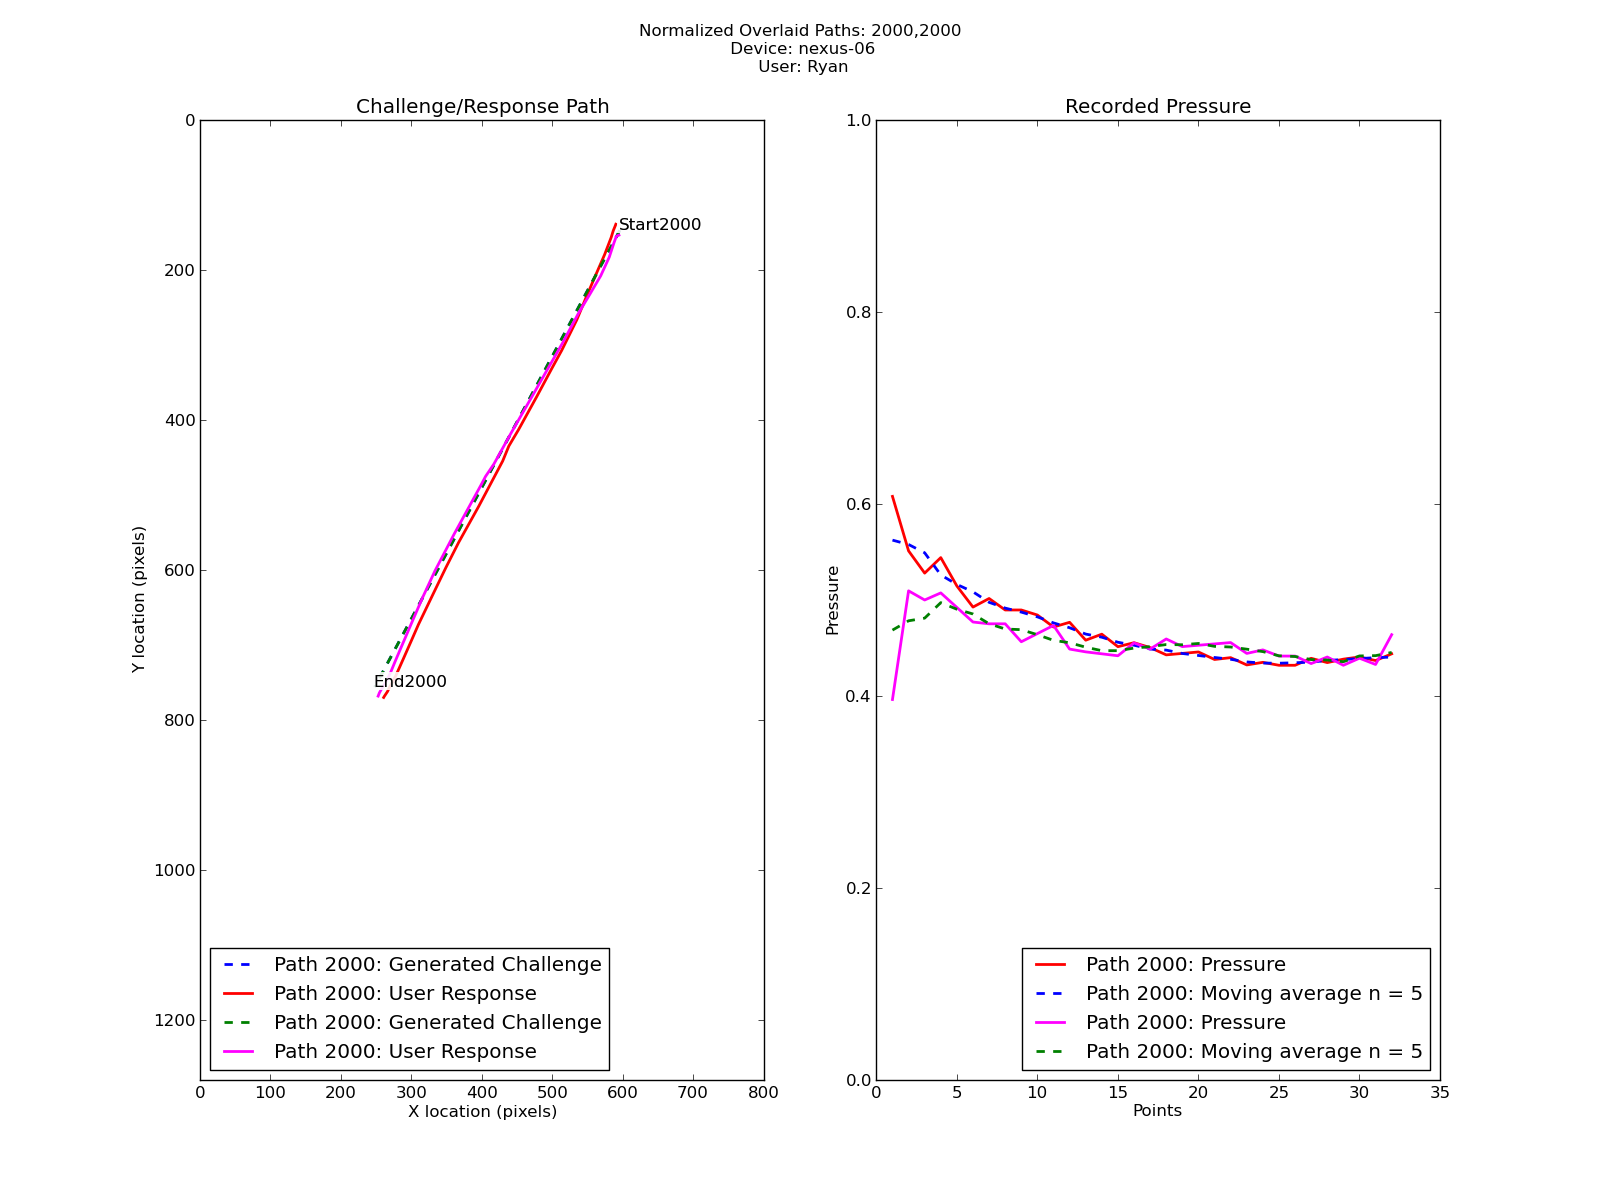 Normalized Overlaid Paths: 2000,2000
Device: nexus-06
User: Ryan
Challenge/Response Path
0
200
400
600
800
1000
1200
Y location (pixels)
Start2000
End2000
Path 2000: Generated Challenge
Path 2000: User Response
Path 2000: Generated Challenge
Path 2000: User Response
0 100 200 300 400 500 600 700 800
X location (pixels)
Recorded Pressure
1.0
0.8
0.6
0.4
0.2
0.0
Pressure
Path 2000: Pressure
Path 2000: Moving average n = 5
Path 2000: Pressure
Path 2000: Moving average n = 5
0 5 10 15 20 25 30 35
Points